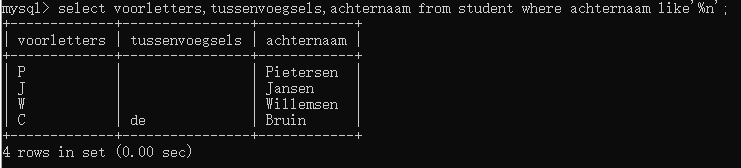 mysql> select voorletters,tussenvoegsels,achternaam from student where achternaam like'%n';
+-------------+----------------+------------+
| voorletters | tussenvoegsels | achternaam |
+-------------+----------------+------------+
| P           |                | Pietersen  |
| J           |                | Jansen     |
| W           |                | Willemsen  |
| C           | de             | Bruin      |
+-------------+----------------+------------+
4 rows in set (0.00 sec)